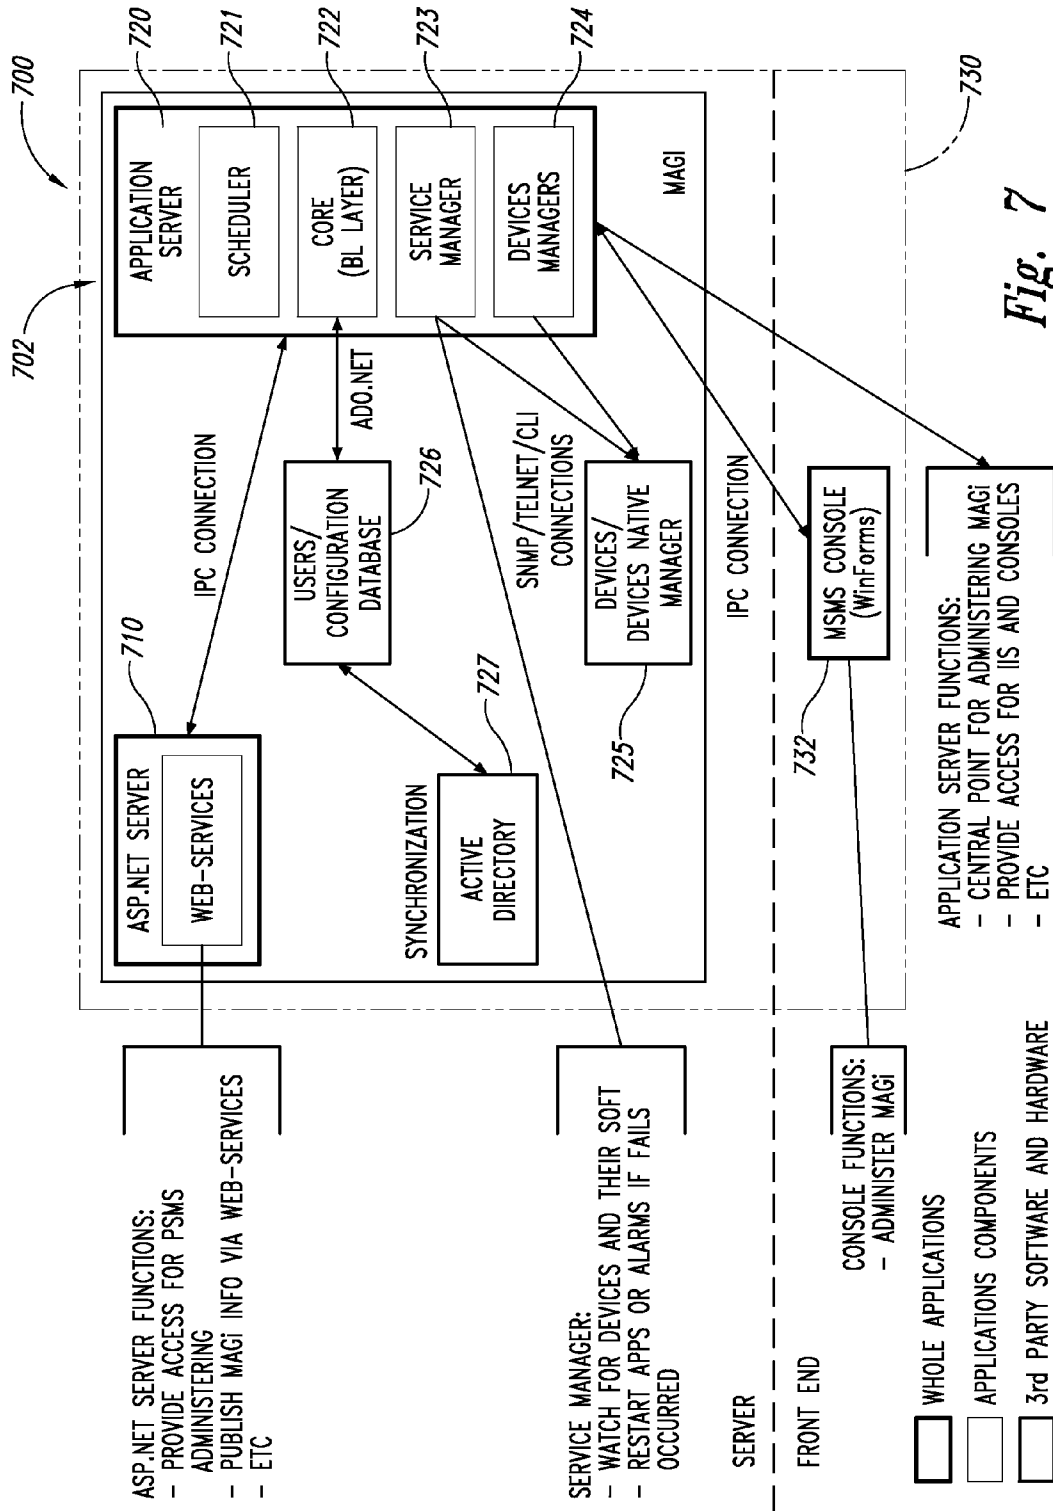 700
702
720
721
722
723
724
APPLICATION
SERVER
SCHEDULER
CORE
(BL LAYER)
SERVICE
MANAGER
DEVICES
MANAGERS
MAGI
IPC CONNECTION
ADO.NET
710
ASP.NET SERVER
WEB-SERVICES
USERS/
CONFIGURATION
DATABASE
726
SYNCHRONIZATION
ACTIVE
DIRECTORY
727
SNMP/TELNET/CLI
CONNECTIONS
DEVICES/
DEVICES NATIVE
MANAGER
725
IPC CONNECTION
MSMS CONSOLE
(WinForms)
732
730
ASP.NET SERVER FUNCTIONS:
- PROVIDE ACCESS FOR PSMS
ADMINISTERING
- PUBLISH MAGi INFO VIA WEB-SERVICES
- ETC
SERVICE MANAGER:
- WATCH FOR DEVICES AND THEIR SOFT
- RESTART APPS OR ALARMS IF FAILS
OCCURRED
SERVER
FRONT END
CONSOLE FUNCTIONS:
- ADMINISTER MAGi
APPLICATION SERVER FUNCTIONS:
- CENTRAL POINT FOR ADMINISTERING MAGi
- PROVIDE ACCESS FOR IIS AND CONSOLES
- ETC
WHOLE APPLICATIONS
APPLICATIONS COMPONENTS
3rd PARTY SOFTWARE AND HARDWARE
Fig. 7